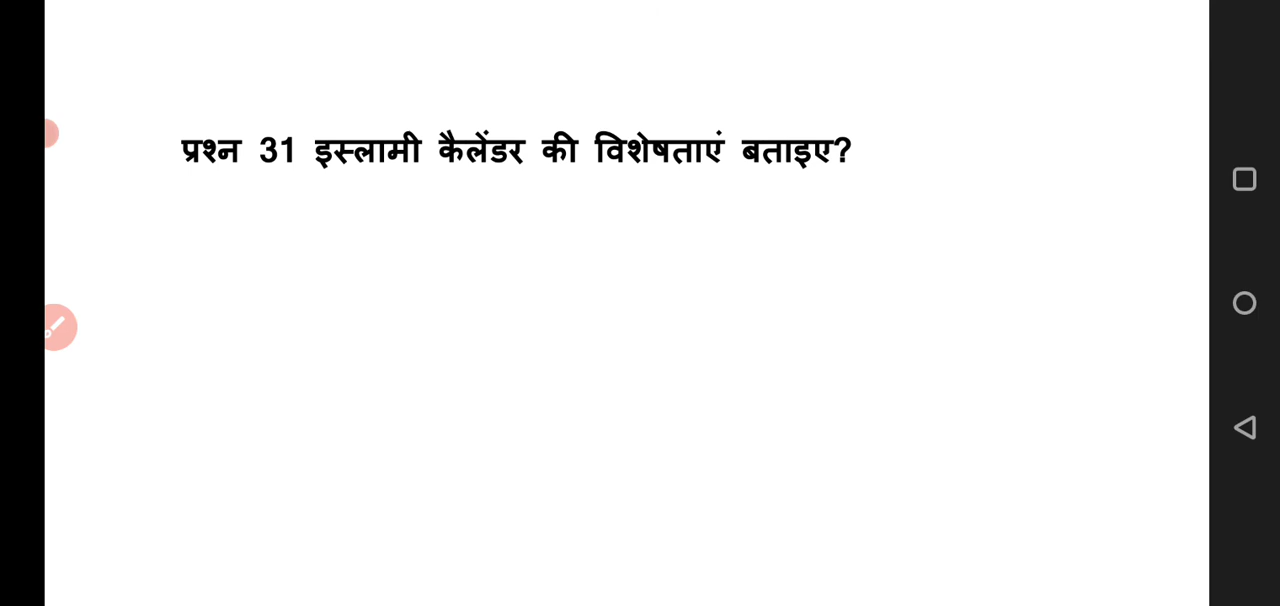 प्रश्न 31 इस्लामी कैलेंडर की विशेषताएं बताइए?